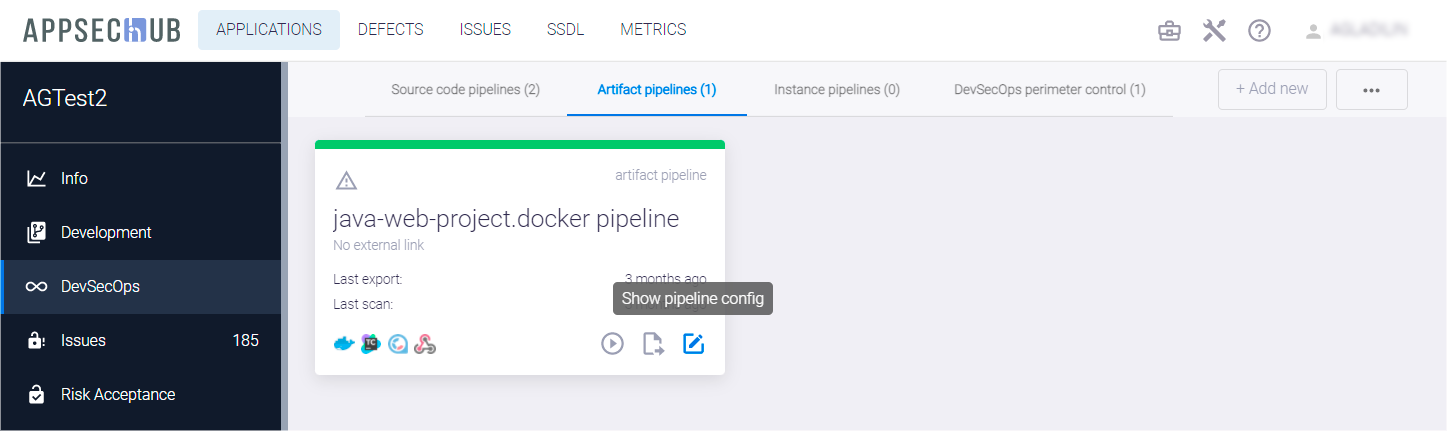 APPSECHUB APPLICATIONS DEFECTS ISSUES SSDL METRICS
AGTest2
Source code pipelines (2) Artifact pipelines (1) Instance pipelines (0) DevSecOps perimeter control (1) + Add new
Info
Development
DevSecOps
Issues 185
Risk Acceptance
artifact pipeline
java-web-project.docker pipeline
No external link
Last export: 3 months ago
Show pipeline config
Last scan:
TC